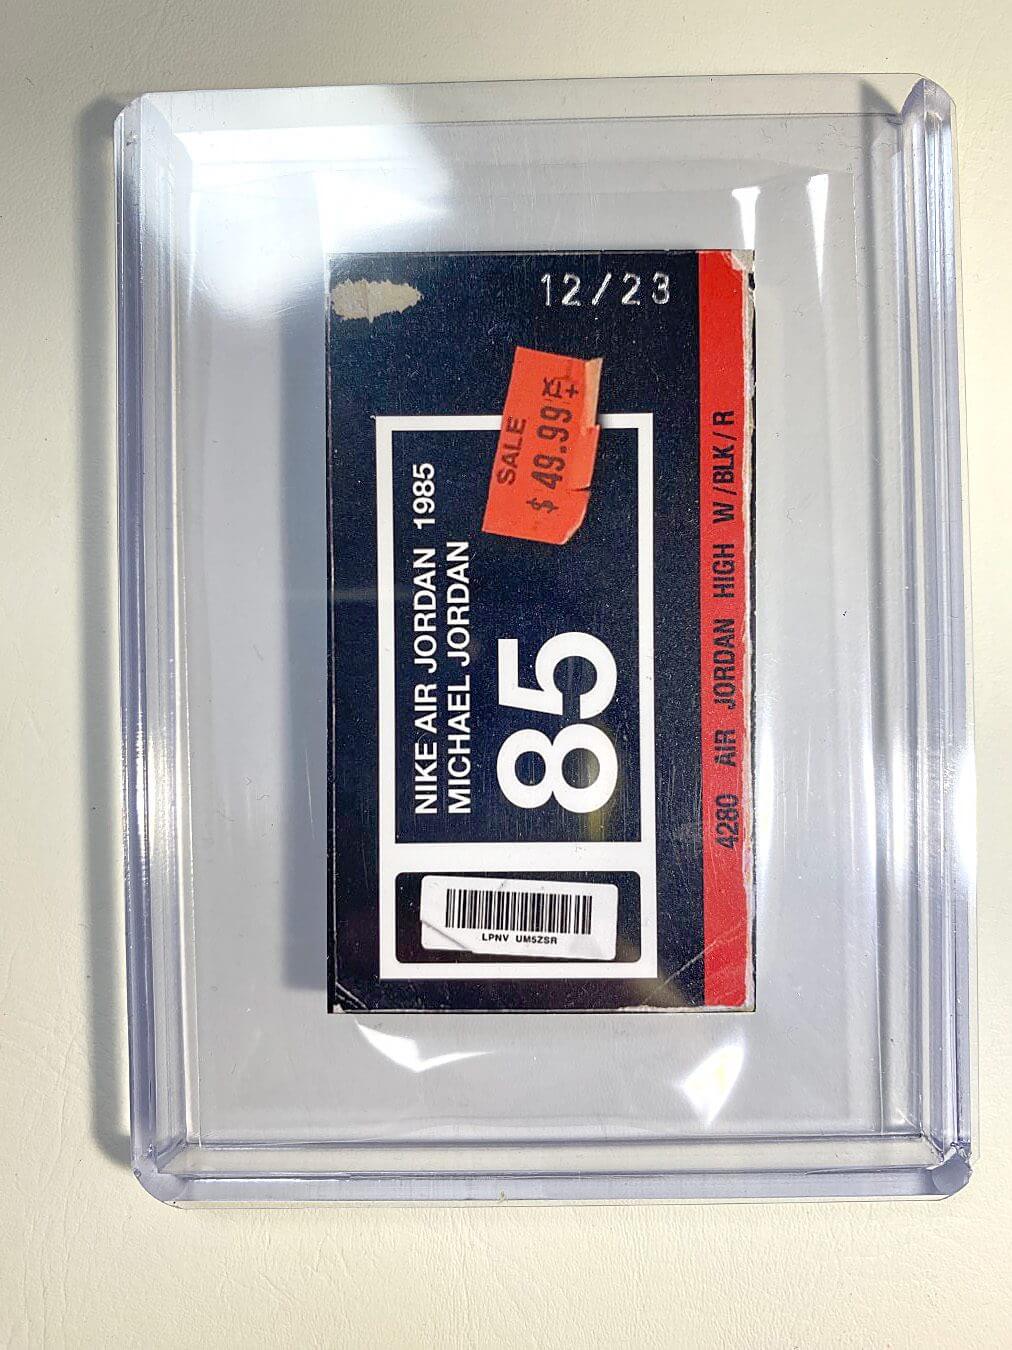 12/23
SALE
$ 49.99
NIKE AIR JORDAN 1985
MICHAEL JORDAN
85
LPNV UM5ZSR
4280 AIR JORDAN HIGH W/BLK/R